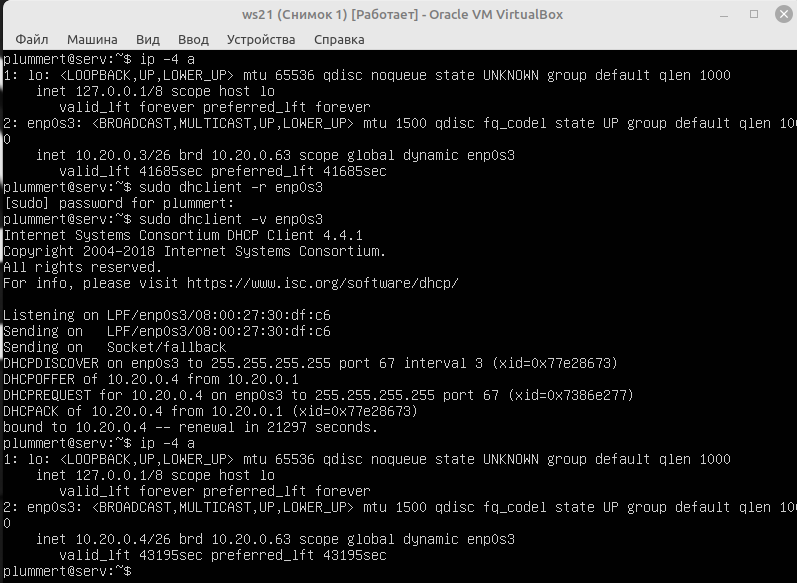 ws21 (Снимок 1) [Работает] - Oracle VM VirtualBox
Файл Машина Вид Ввод Устройства Справка
plummert@serv:~$ ip -4 a
1: lo: <LOOPBACK,UP,LOWER_UP> mtu 65536 qdisc noqueue state UNKNOWN group default qlen 1000
    inet 127.0.0.1/8 scope host lo
       valid_lft forever preferred_lft forever
2: enp0s3: <BROADCAST,MULTICAST,UP,LOWER_UP> mtu 1500 qdisc fq_codel state UP group default qlen 100
0
    inet 10.20.0.3/26 brd 10.20.0.63 scope global dynamic enp0s3
       valid_lft 41685sec preferred_lft 41685sec
plummert@serv:~$ sudo dhclient -r enp0s3
[sudo] password for plummert:
plummert@serv:~$ sudo dhclient -v enp0s3
Internet Systems Consortium DHCP Client 4.4.1
Copyright 2004-2018 Internet Systems Consortium.
All rights reserved.
For info, please visit https://www.isc.org/software/dhcp/
Listening on LPF/enp0s3/08:00:27:30:df:c6
Sending on   LPF/enp0s3/08:00:27:30:df:c6
Sending on   Socket/fallback
DHCPDISCOVER on enp0s3 to 255.255.255.255 port 67 interval 3 (xid=0x77e28673)
DHCPOFFER of 10.20.0.4 from 10.20.0.1
DHCPREQUEST for 10.20.0.4 on enp0s3 to 255.255.255.255 port 67 (xid=0x7386e277)
DHCPACK of 10.20.0.4 from 10.20.0.1 (xid=0x77e28673)
bound to 10.20.0.4 -- renewal in 21297 seconds.
plummert@serv:~$ ip -4 a
1: lo: <LOOPBACK,UP,LOWER_UP> mtu 65536 qdisc noqueue state UNKNOWN group default qlen 1000
    inet 127.0.0.1/8 scope host lo
       valid_lft forever preferred_lft forever
2: enp0s3: <BROADCAST,MULTICAST,UP,LOWER_UP> mtu 1500 qdisc fq_codel state UP group default qlen 100
0
    inet 10.20.0.4/26 brd 10.20.0.63 scope global dynamic enp0s3
       valid_lft 43195sec preferred_lft 43195sec
plummert@serv:~$